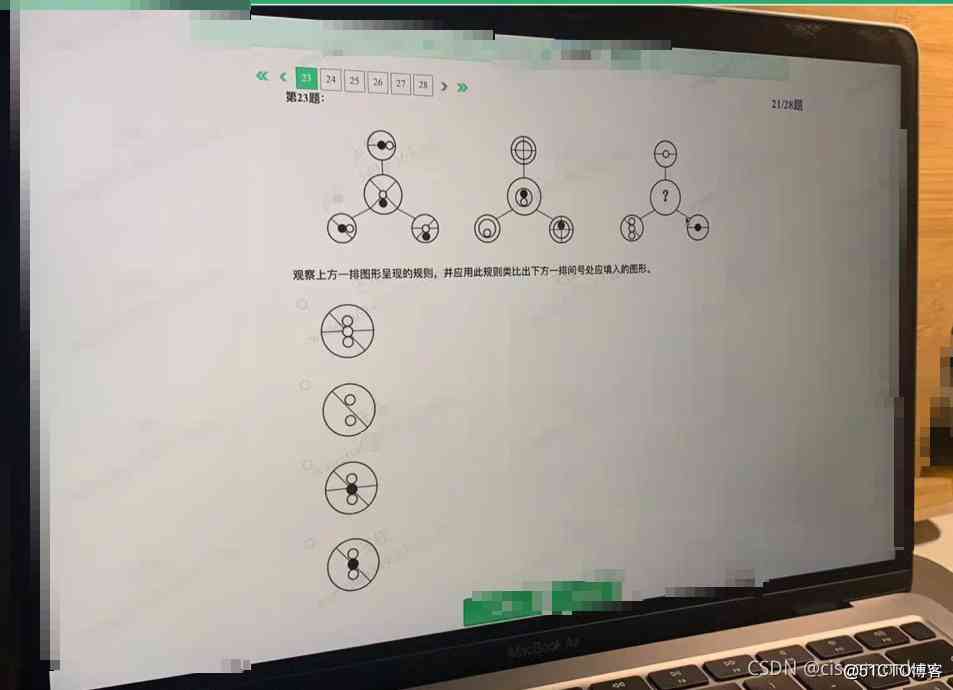 23 24 25 26 27 28
第23题:
21/28题
?
观察上方一排图形呈现的规则，并应用此规则类比出下方一排问号处应填入的图形。
MacBook Air
@51CTO博客